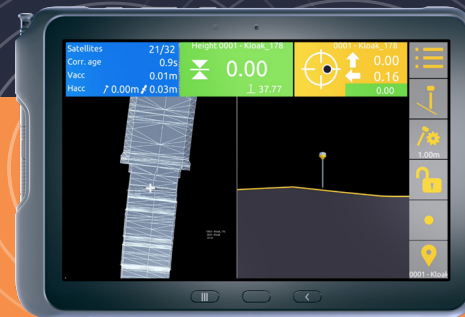 Satellites 21/32
Corr. age 0.9s
Vacc 0.01m
Hacc 0.00m 0.03m
Height 0001 - Kloak_178
0.00
37.77
0001 - Kloak_178
0.00
0.16
0.00
1.00m
0001 - Kloak